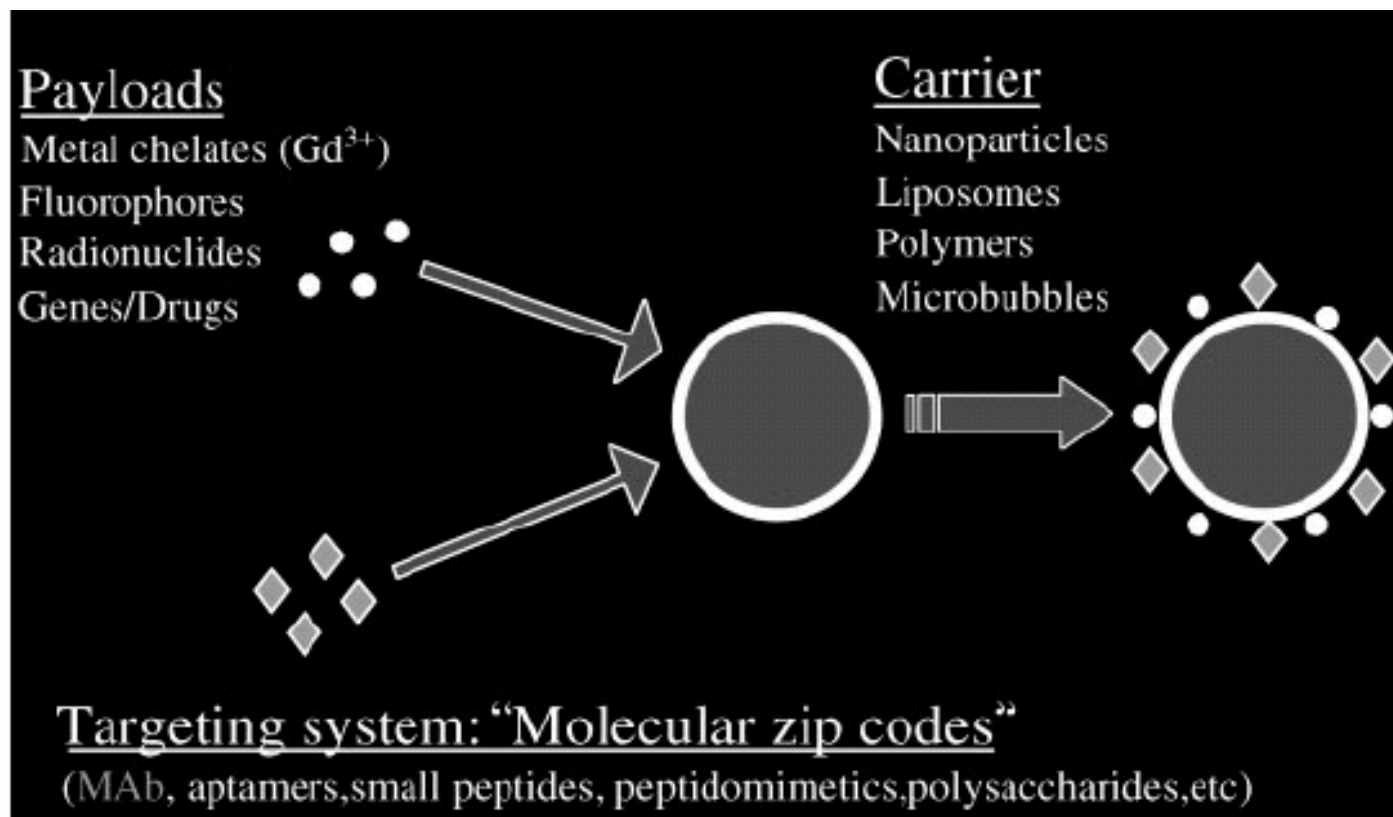 Payloads
Metal chelates (Gd³⁺)
Fluorophores
Radionuclides
Genes/Drugs
Carrier
Nanoparticles
Liposomes
Polymers
Microbubbles
Targeting system: “Molecular zip codes”
(MAb, aptamers,small peptides, peptidomimetics,polysaccharides,etc)